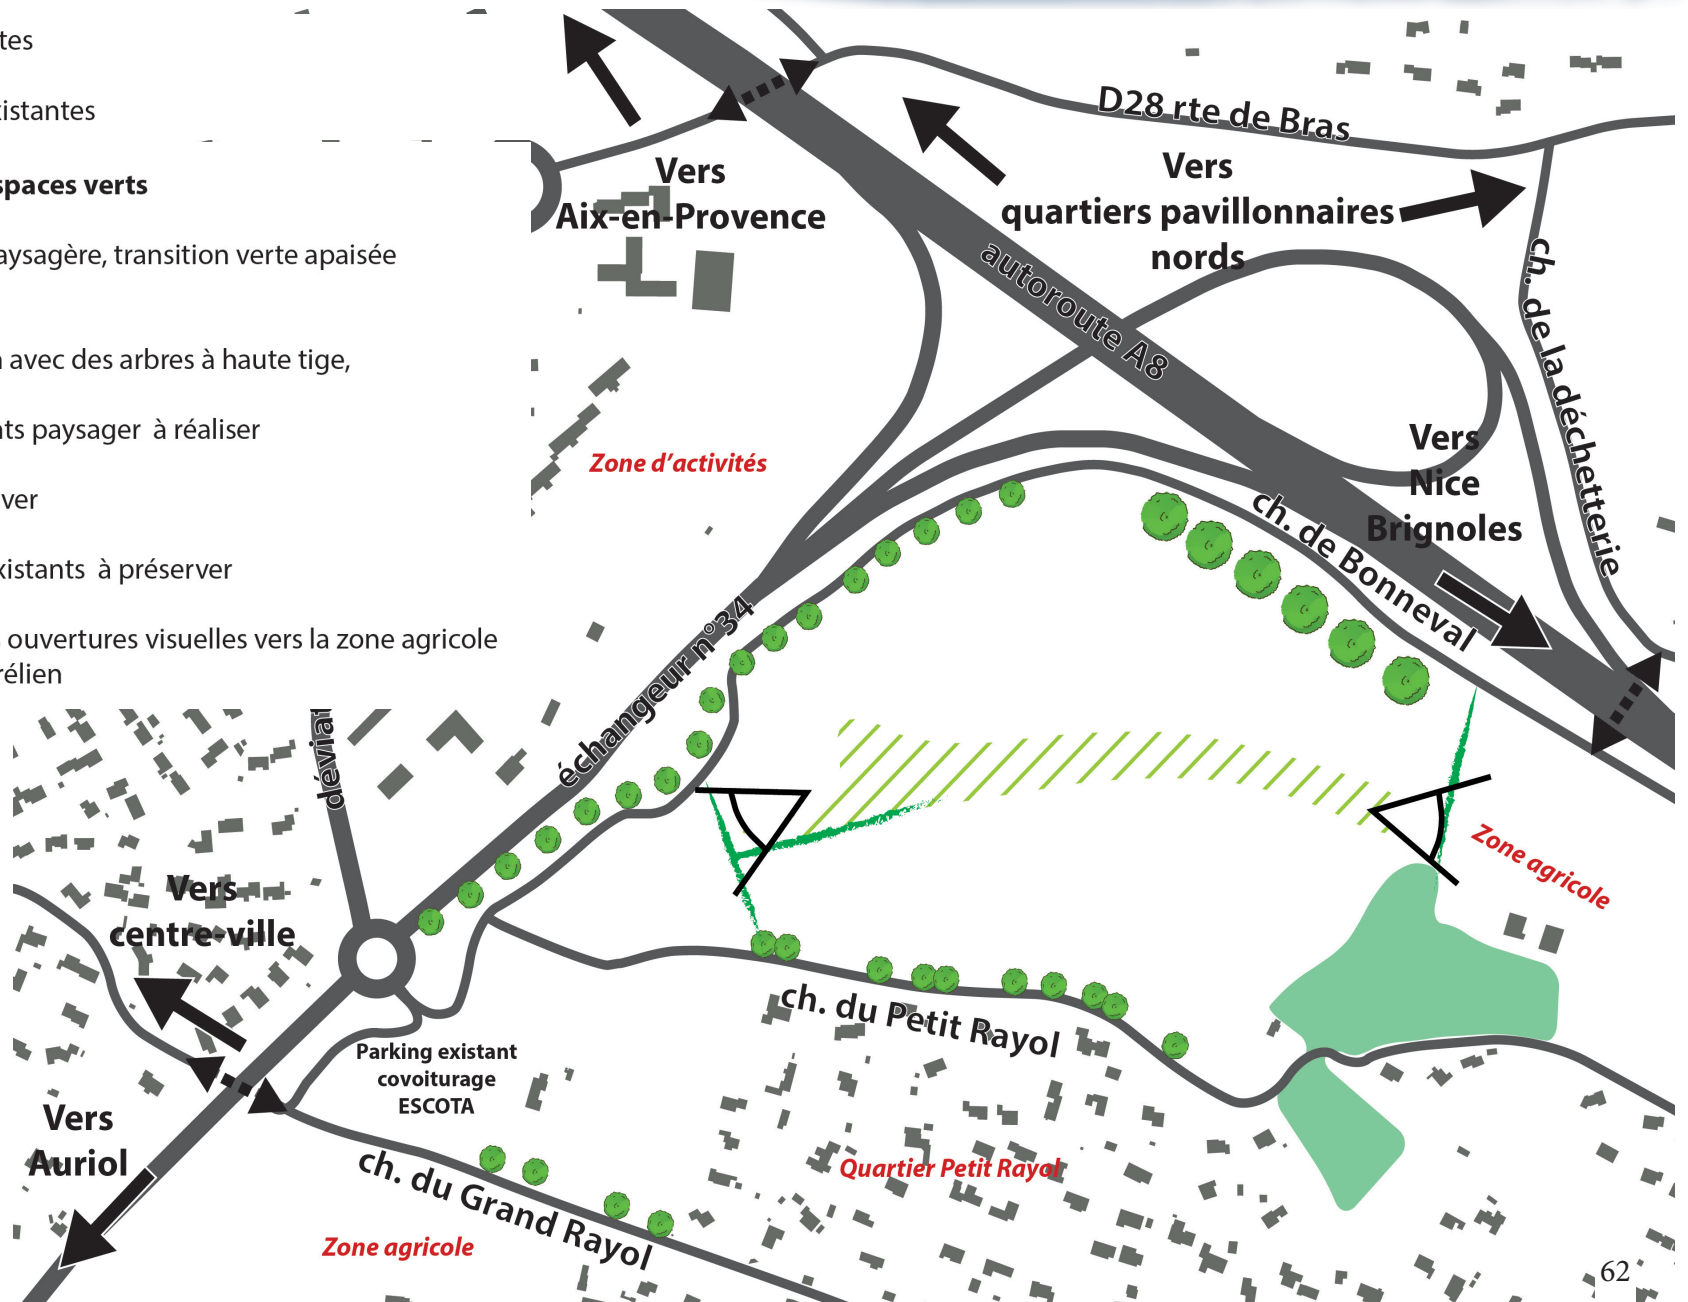 tes
xistantes
spaces verts
aysagère, transition verte apaisée
avec des arbres à haute tige,
nts paysager à réaliser
ver
xistants à préserver
ouvertures visuelles vers la zone agricole
rélien
D28 rte de Bras
Vers
Aix-en-Provence
Vers
quartiers pavillonnaires
nords
autoroute A8
ch. de la déchetterie
Vers
Nice
Brignoles
Zone d'activités
ch. de Bonneval
échangeur n°34
déviat
Zone agricole
Vers
centre-ville
ch. du Petit Rayol
Parking existant
covoiturage
ESCOTA
Vers
Auriol
Quartier Petit Rayol
ch. du Grand Rayol
Zone agricole
62